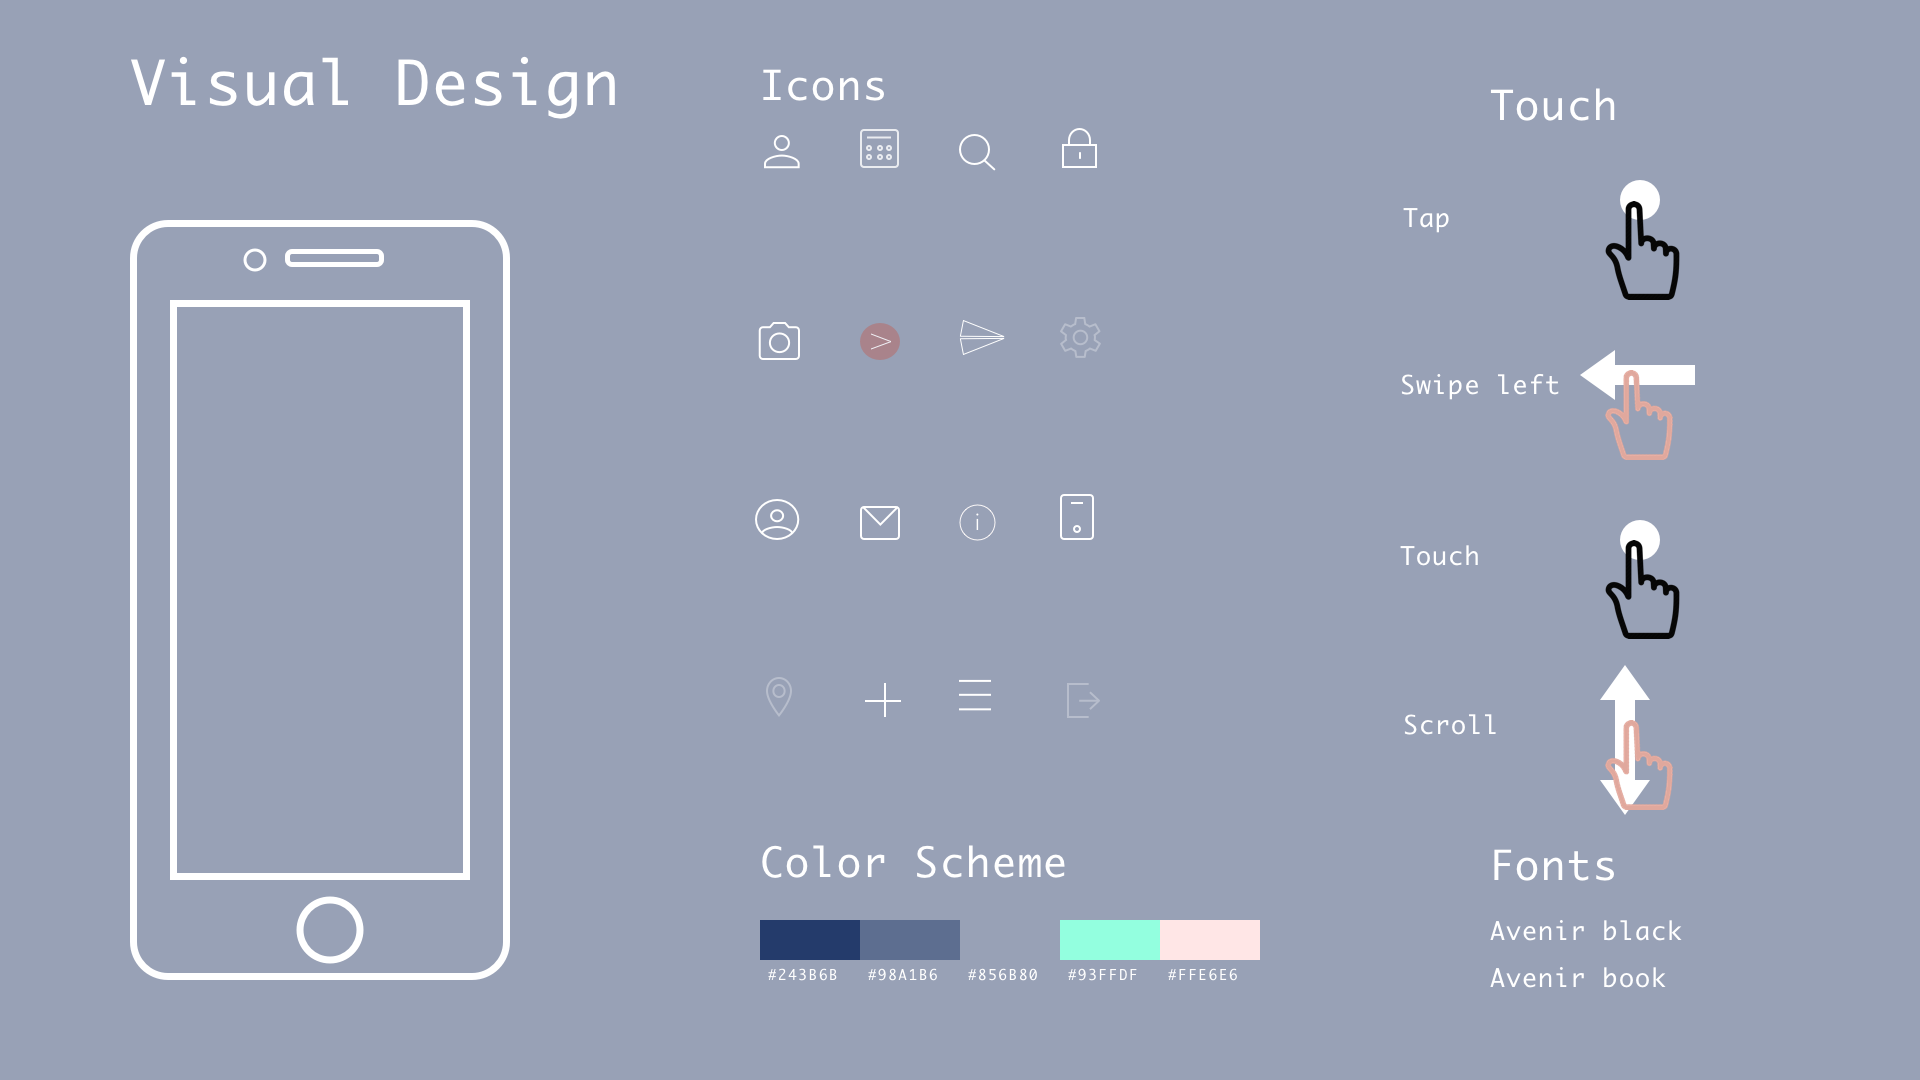 Visual Design
Icons
Color Scheme
#243B6B
#98A1B6
#856B80
#93FFDF
#FFE6E6
Touch
Tap
Swipe left
Touch
Scroll
Fonts
Avenir black
Avenir book